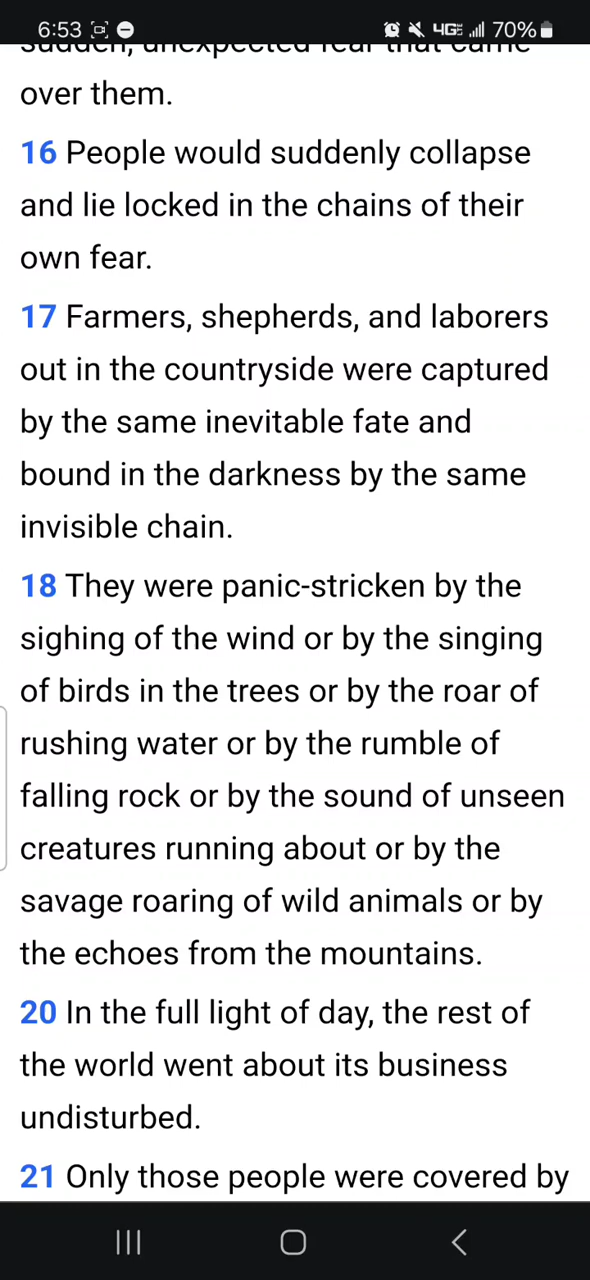 6:53 4GE 70%
sudden, unexpected fear that came
over them.
16 People would suddenly collapse
and lie locked in the chains of their
own fear.
17 Farmers, shepherds, and laborers
out in the countryside were captured
by the same inevitable fate and
bound in the darkness by the same
invisible chain.
18 They were panic-stricken by the
sighing of the wind or by the singing
of birds in the trees or by the roar of
rushing water or by the rumble of
falling rock or by the sound of unseen
creatures running about or by the
savage roaring of wild animals or by
the echoes from the mountains.
20 In the full light of day, the rest of
the world went about its business
undisturbed.
21 Only those people were covered by